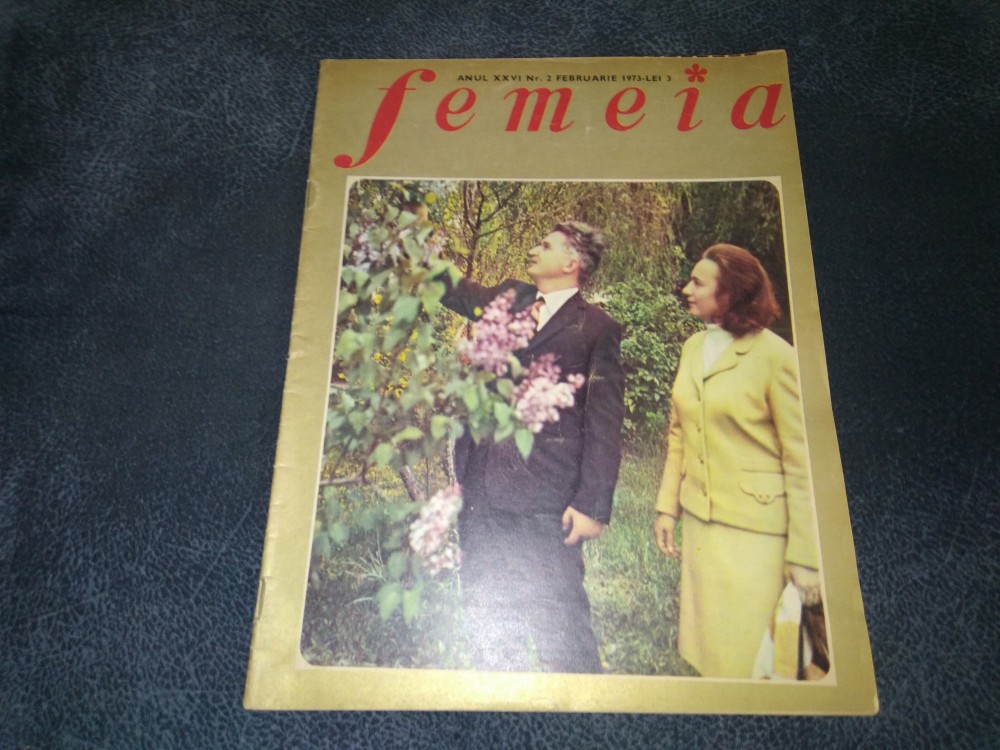 ANUL XXVI Nr. 2 FEBRUARIE 1973-LEI 3
femeia